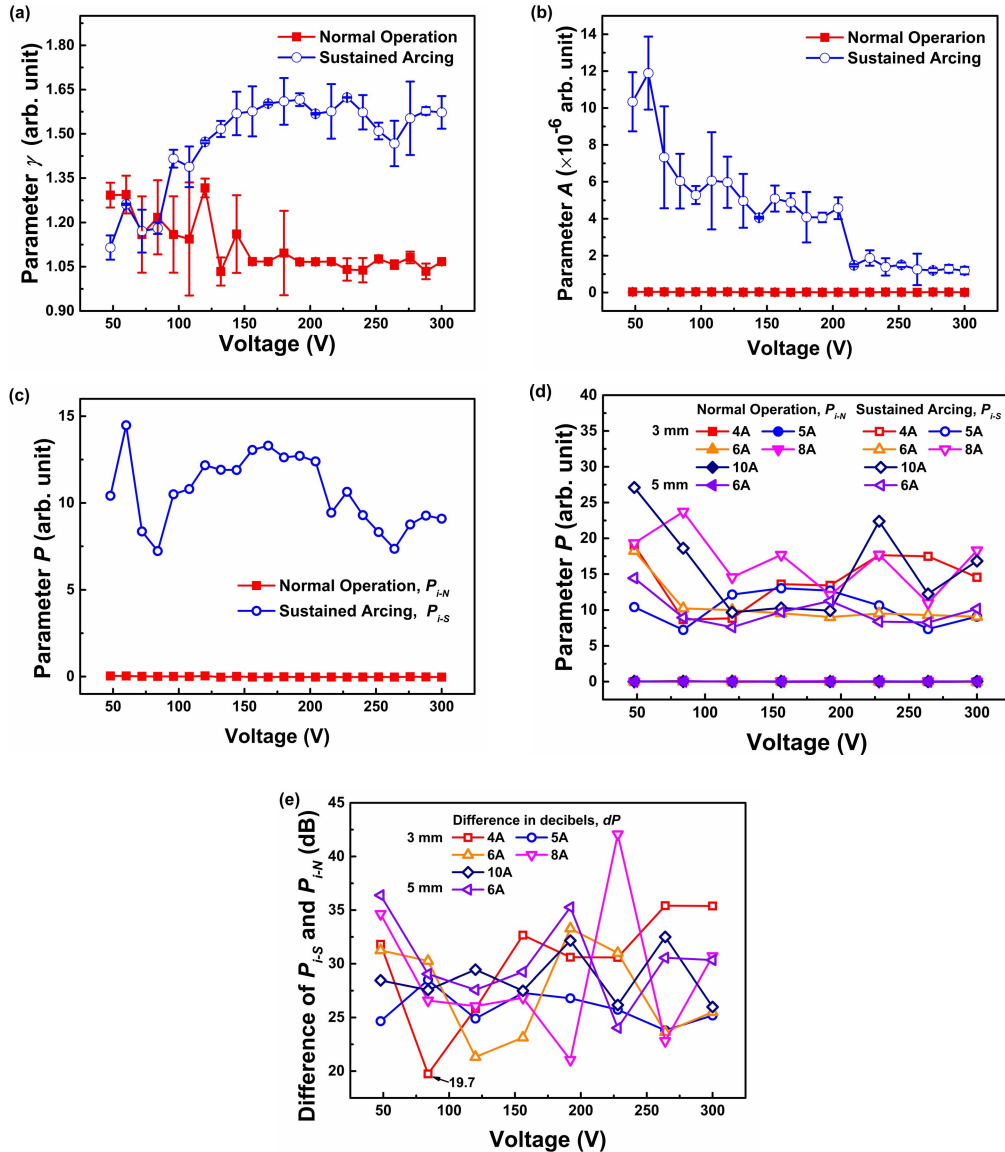 (a)
Normal Operation
Sustained Arcing
Parameter γ (arb. unit)
1.80
1.65
1.50
1.35
1.20
1.05
0.90
50 100 150 200 250 300
Voltage (V)
(b)
Normal Operarion
Sustained Arcing
Parameter A (×10-6 arb. unit)
14
12
10
8
6
4
2
0
50 100 150 200 250 300
Voltage (V)
(c)
Parameter P (arb. unit)
15
10
5
0
Normal Operation, Pi-N
Sustained Arcing, Pi-S
50 100 150 200 250 300
Voltage (V)
(d)
Normal Operation, Pi-N Sustained Arcing, Pi-S
3 mm 4A 5A 4A 5A
6A 8A 6A 8A
10A 10A
5 mm 6A 6A
Parameter P (arb. unit)
40
35
30
25
20
15
10
5
0
50 100 150 200 250 300
Voltage (V)
(e)
Difference in decibels, dP
3 mm 4A 5A
6A 8A
10A
5 mm 6A
Difference of Pi-S and Pi-N (dB)
45
40
35
30
25
20
19.7
50 100 150 200 250 300
Voltage (V)